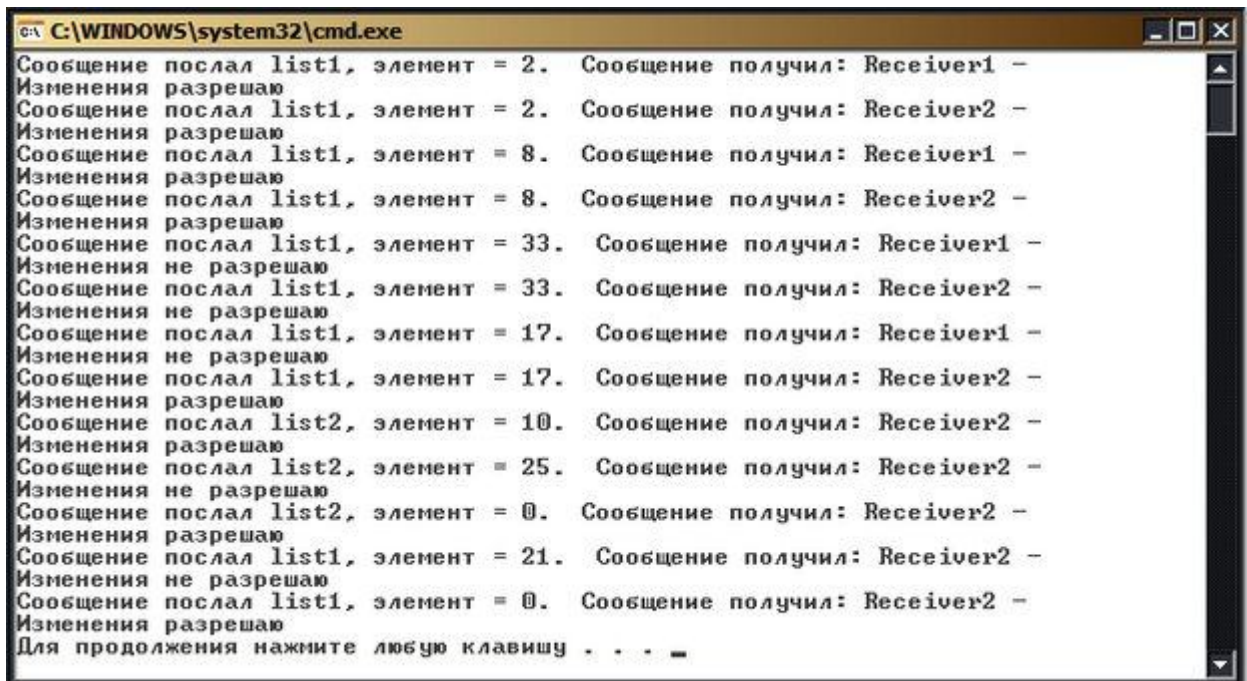 C:\WINDOWS\system32\cmd.exe
Сообщение послал list1, элемент = 2.  Сообщение получил: Receiver1 -
Изменения разрешаю
Сообщение послал list1, элемент = 2.  Сообщение получил: Receiver2 -
Изменения разрешаю
Сообщение послал list1, элемент = 8.  Сообщение получил: Receiver1 -
Изменения разрешаю
Сообщение послал list1, элемент = 8.  Сообщение получил: Receiver2 -
Изменения разрешаю
Сообщение послал list1, элемент = 33.  Сообщение получил: Receiver1 -
Изменения не разрешаю
Сообщение послал list1, элемент = 33.  Сообщение получил: Receiver2 -
Изменения не разрешаю
Сообщение послал list1, элемент = 17.  Сообщение получил: Receiver1 -
Изменения не разрешаю
Сообщение послал list1, элемент = 17.  Сообщение получил: Receiver2 -
Изменения разрешаю
Сообщение послал list2, элемент = 10.  Сообщение получил: Receiver2 -
Изменения разрешаю
Сообщение послал list2, элемент = 25.  Сообщение получил: Receiver2 -
Изменения не разрешаю
Сообщение послал list2, элемент = 0.  Сообщение получил: Receiver2 -
Изменения разрешаю
Сообщение послал list1, элемент = 21.  Сообщение получил: Receiver2 -
Изменения не разрешаю
Сообщение послал list1, элемент = 0.  Сообщение получил: Receiver2 -
Изменения разрешаю
Для продолжения нажмите любую клавишу . . . _